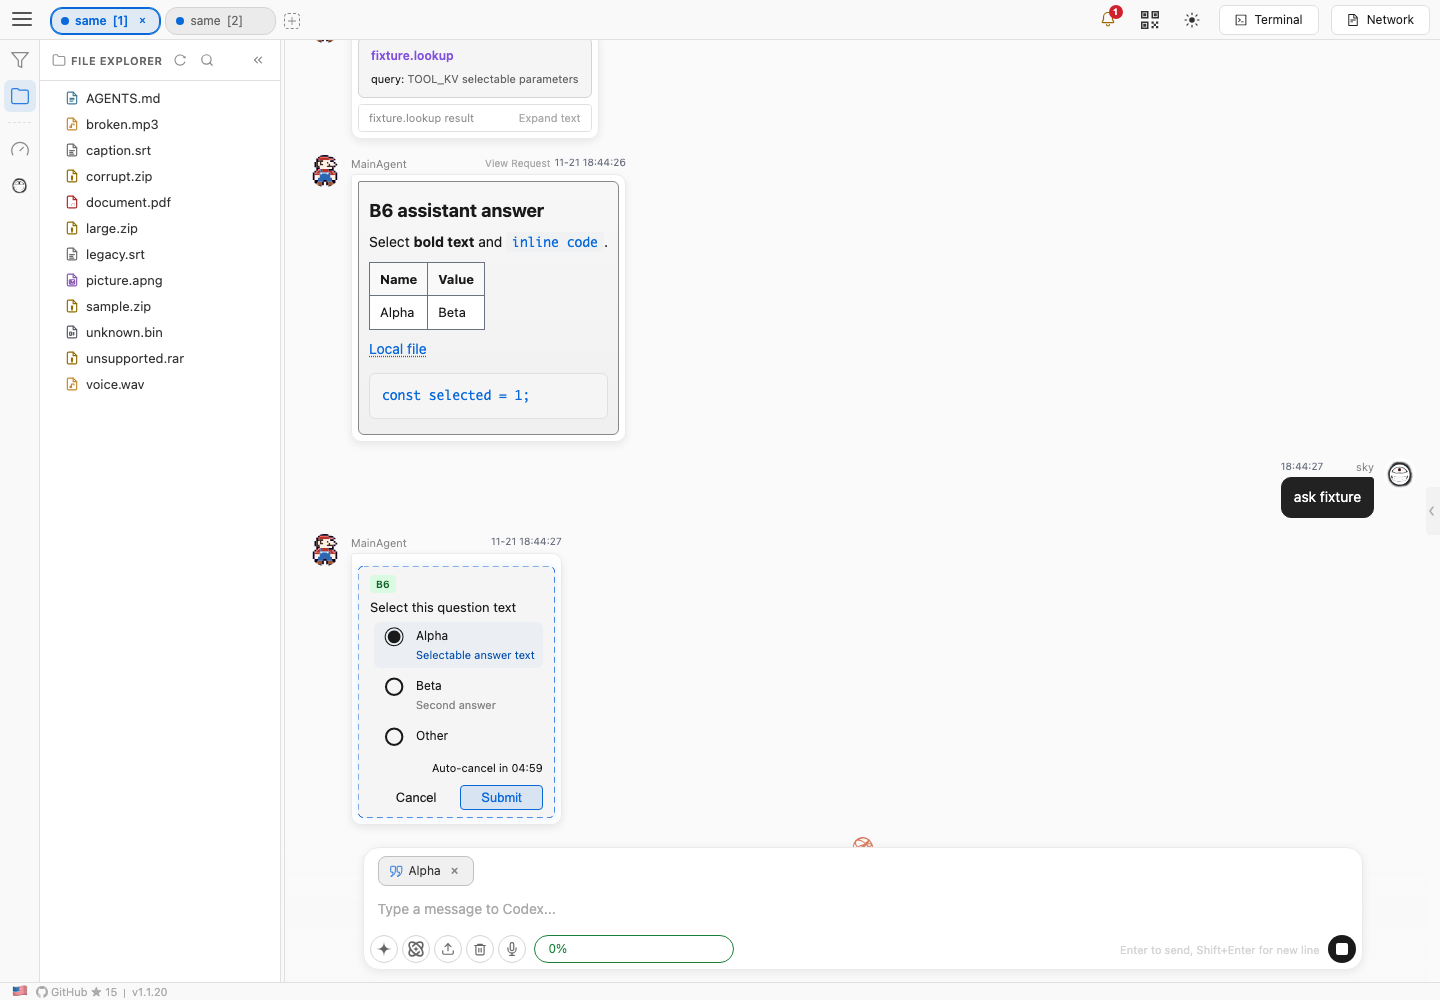 same [1] ×
same [2]
1
Terminal
Network
FILE EXPLORER
AGENTS.md
broken.mp3
caption.srt
corrupt.zip
document.pdf
large.zip
legacy.srt
picture.apng
sample.zip
unknown.bin
unsupported.rar
voice.wav
fixture.lookup
query: TOOL_KV selectable parameters
fixture.lookup result Expand text
MainAgent View Request 11-21 18:44:26
B6 assistant answer
Select bold text and inline code .
Name Value
Alpha Beta
Local file
const selected = 1;
18:44:27 sky
ask fixture
MainAgent 11-21 18:44:27
B6
Select this question text
Alpha
Selectable answer text
Beta
Second answer
Other
Auto-cancel in 04:59
Cancel Submit
Alpha ×
Type a message to Codex...
0%
Enter to send, Shift+Enter for new line
GitHub ★ 15 | v1.1.20